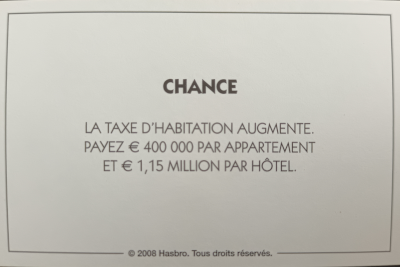 CHANCE
LA TAXE D'HABITATION AUGMENTE.
PAYEZ € 400 000 PAR APPARTEMENT
ET € 1,15 MILLION PAR HÔTEL.
© 2008 Hasbro. Tous droits réservés.